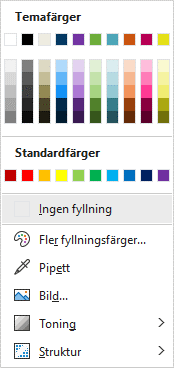 Temafärger
Standardfärger
Ingen fyllning
Fler fyllningsfärger...
Pipett
Bild...
Toning
Struktur